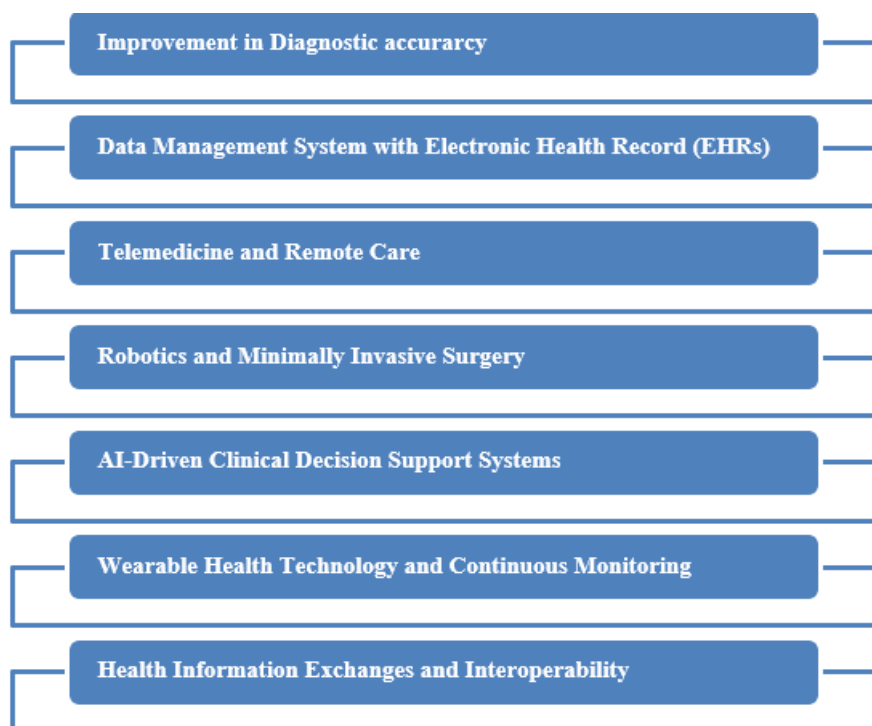 Improvement in Diagnostic accurarcy
Data Management System with Electronic Health Record (EHRs)
Telemedicine and Remote Care
Robotics and Minimally Invasive Surgery
AI-Driven Clinical Decision Support Systems
Wearable Health Technology and Continuous Monitoring
Health Information Exchanges and Interoperability